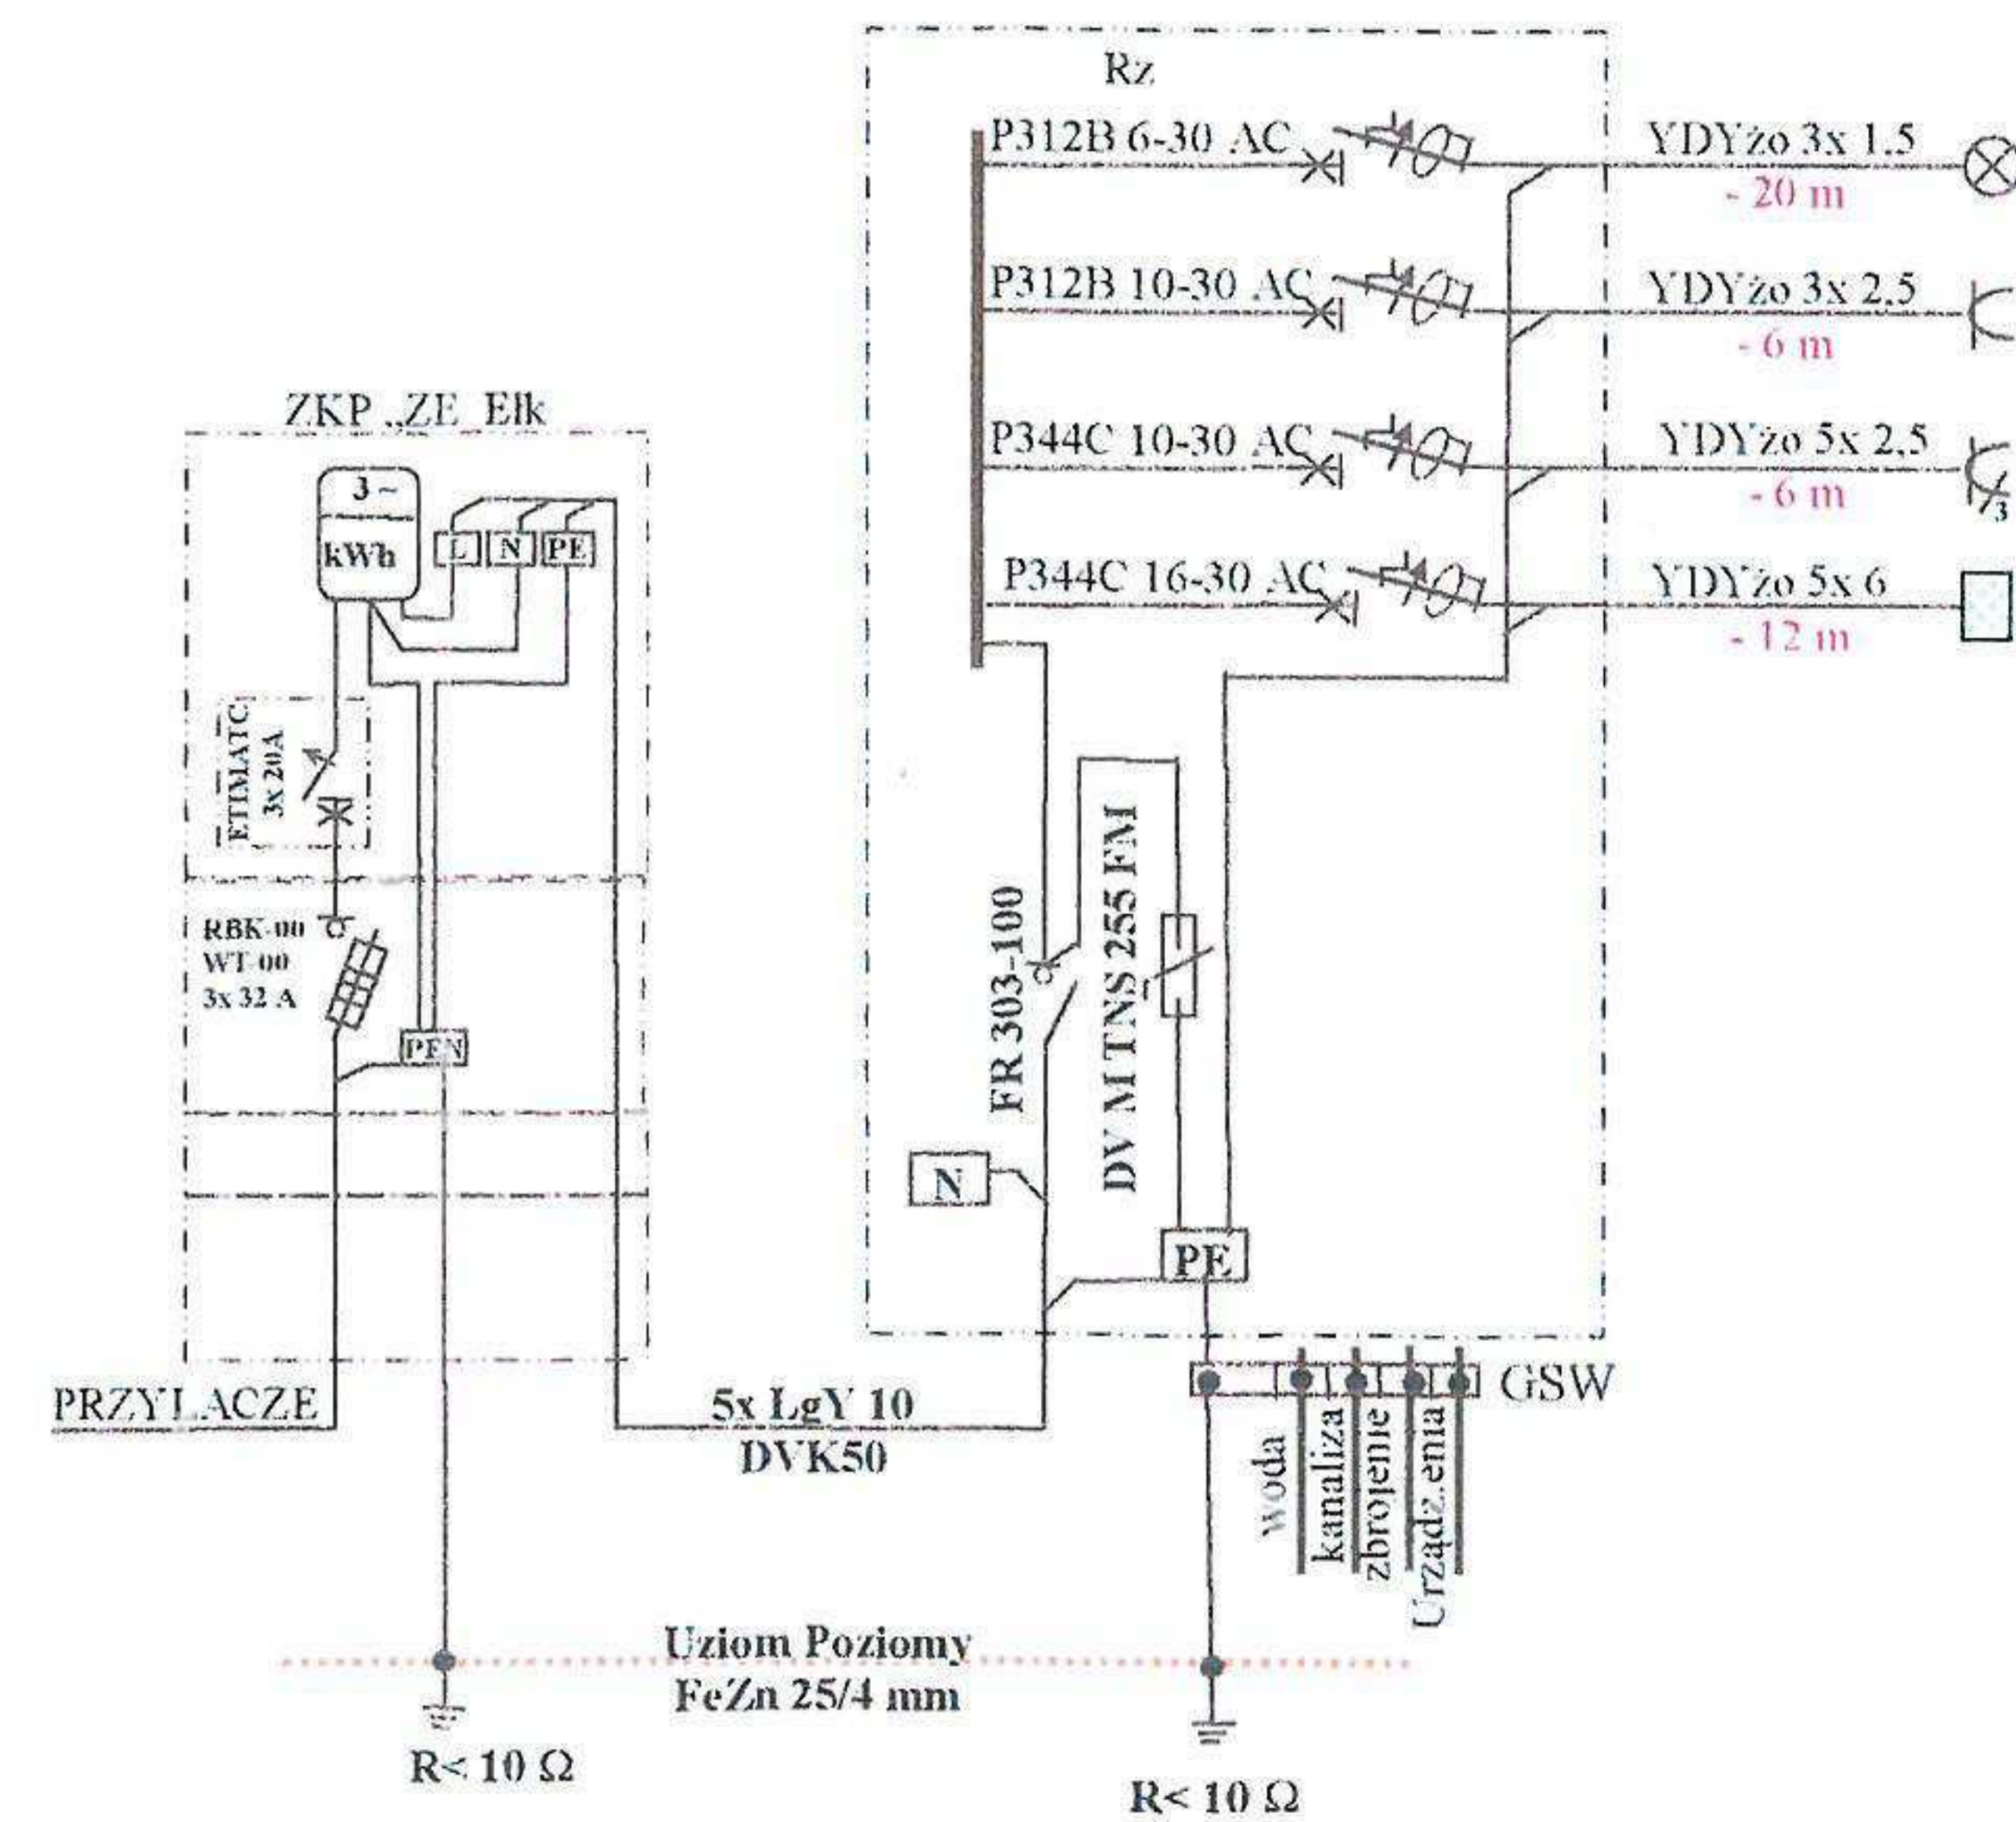 Rz
P312B 6-30 AC
YDYżo 3x 1.5
- 20 m
P312B 10-30 AC
YDYżo 3x 2,5
- 6 m
P344C 10-30 AC
YDYżo 5x 2,5
- 6 m
3
P344C 16-30 AC
YDYżo 5x 6
- 12 m
ZKP „ZE Ełk
3 ~
kWh
L
N
PE
ETIMATC
3x 20A
RBK-00
WT-00
3x 32 A
PEN
FR 303-100
DV M TNS 255 FM
N
PE
PRZYŁĄCZE
5x LgY 10
DVK50
GSW
woda
kanaliza
zbrojenie
Urządz.enia
Uziom Poziomy
FeZn 25/4 mm
R< 10 Ω
R< 10 Ω